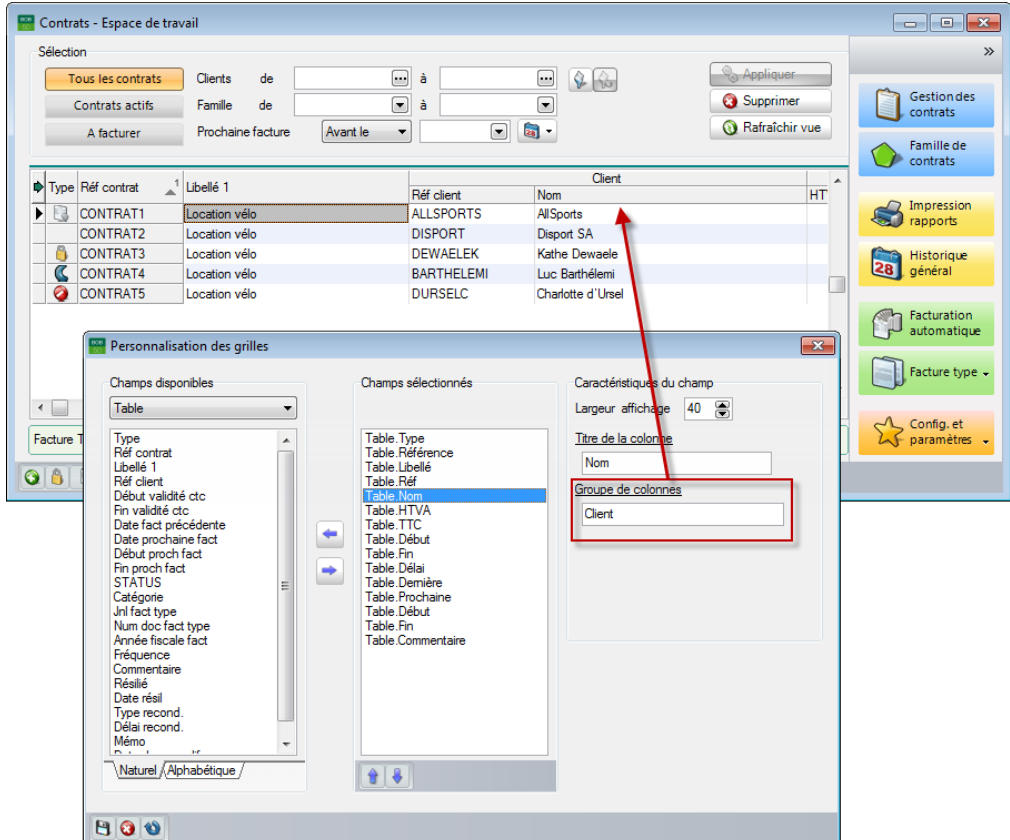 Contrats - Espace de travail
Sélection
Tous les contrats
Clients de à
Appliquer
Contrats actifs
Famille de à
Supprimer
A facturer
Prochaine facture Avant le
Rafraîchir vue
Type Réf contrat 1 Libellé 1 Client
Réf client Nom HT
CONTRAT1 Location vélo ALLSPORTS AllSports
CONTRAT2 Location vélo DISPORT Disport SA
CONTRAT3 Location vélo DEWAELEK Kathe Dewaele
CONTRAT4 Location vélo BARTHELEMI Luc Barthélemi
CONTRAT5 Location vélo DURSELC Charlotte d'Ursel
Facture T
Gestion des
contrats
Famille de
contrats
Impression
rapports
Historique
général
28
Facturation
automatique
Facture type
Config. et
paramètres
Personnalisation des grilles
Champs disponibles
Table
Type
Réf contrat
Libellé 1
Réf client
Début validité ctc
Fin validité ctc
Date fact précédente
Date prochaine fact
Début proch fact
Fin proch fact
STATUS
Catégorie
Jnl fact type
Num doc fact type
Année fiscale fact
Fréquence
Commentaire
Résilié
Date résil
Type recond.
Délai recond.
Mémo
Naturel Alphabétique
Champs sélectionnés
Table.Type
Table.Référence
Table.Libellé
Table.Réf
Table.Nom
Table.HTVA
Table.TTC
Table.Début
Table.Fin
Table.Délai
Table.Dernière
Table.Prochaine
Table.Début
Table.Fin
Table.Commentaire
Caractéristiques du champ
Largeur affichage 40
Titre de la colonne
Nom
Groupe de colonnes
Client